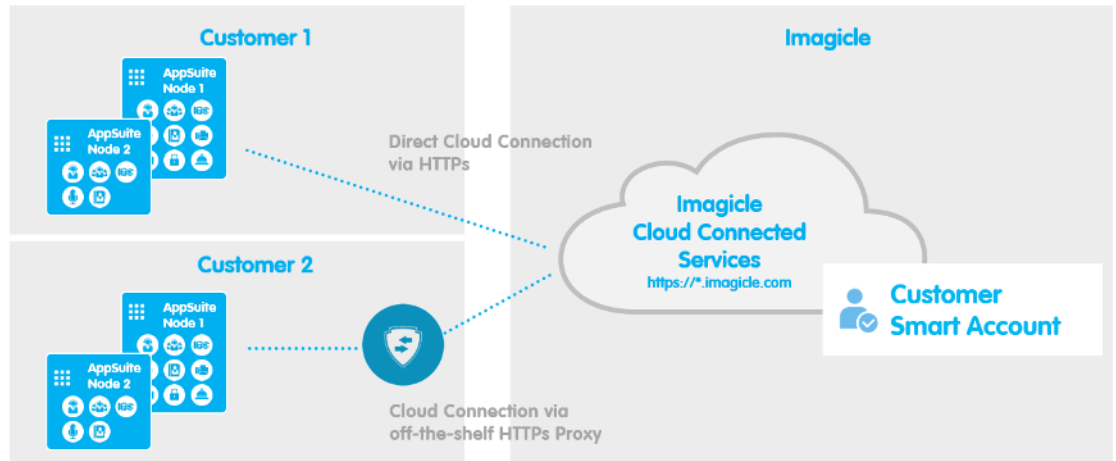 Customer 1
AppSuite
Node 1
AppSuite
Node 2
Direct Cloud Connection
via HTTPs
Customer 2
AppSuite
Node 1
AppSuite
Node 2
Cloud Connection via
off-the-shelf HTTPs Proxy
Imagicle
Imagicle
Cloud Connected
Services
https://*.imagicle.com
Customer
Smart Account